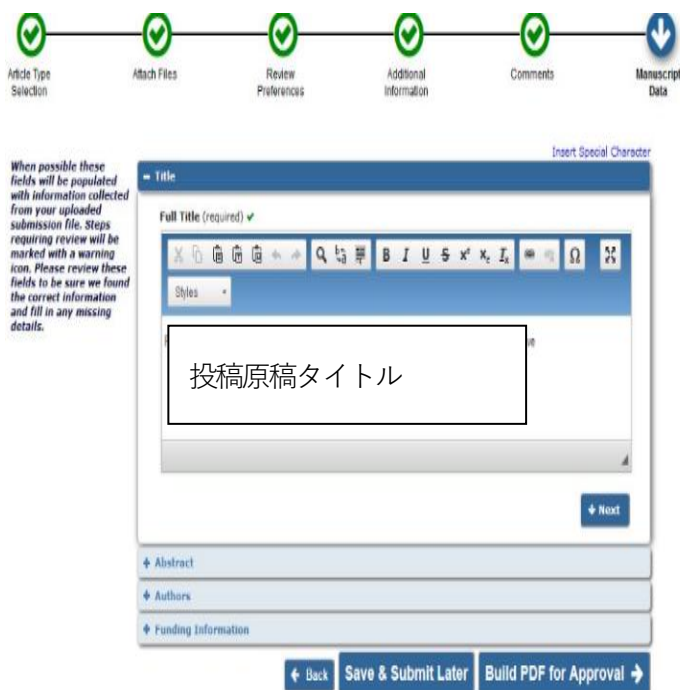 Article Type
Selection
Attach Files
Review
Preferences
Additional
Information
Comments
Manuscript
Data
Insert Special Character
When possible these
fields will be populated
with information collected
from your uploaded
submission file. Steps
requiring review will be
marked with a warning
icon. Please review these
fields to be sure we found
the correct information
and fill in any missing
details.
Title
Full Title (required)
B I U S x² x₂ Iₓ Ω
Styles
投稿原稿タイトル
Next
Abstract
Authors
Funding Information
Back Save & Submit Later Build PDF for Approval